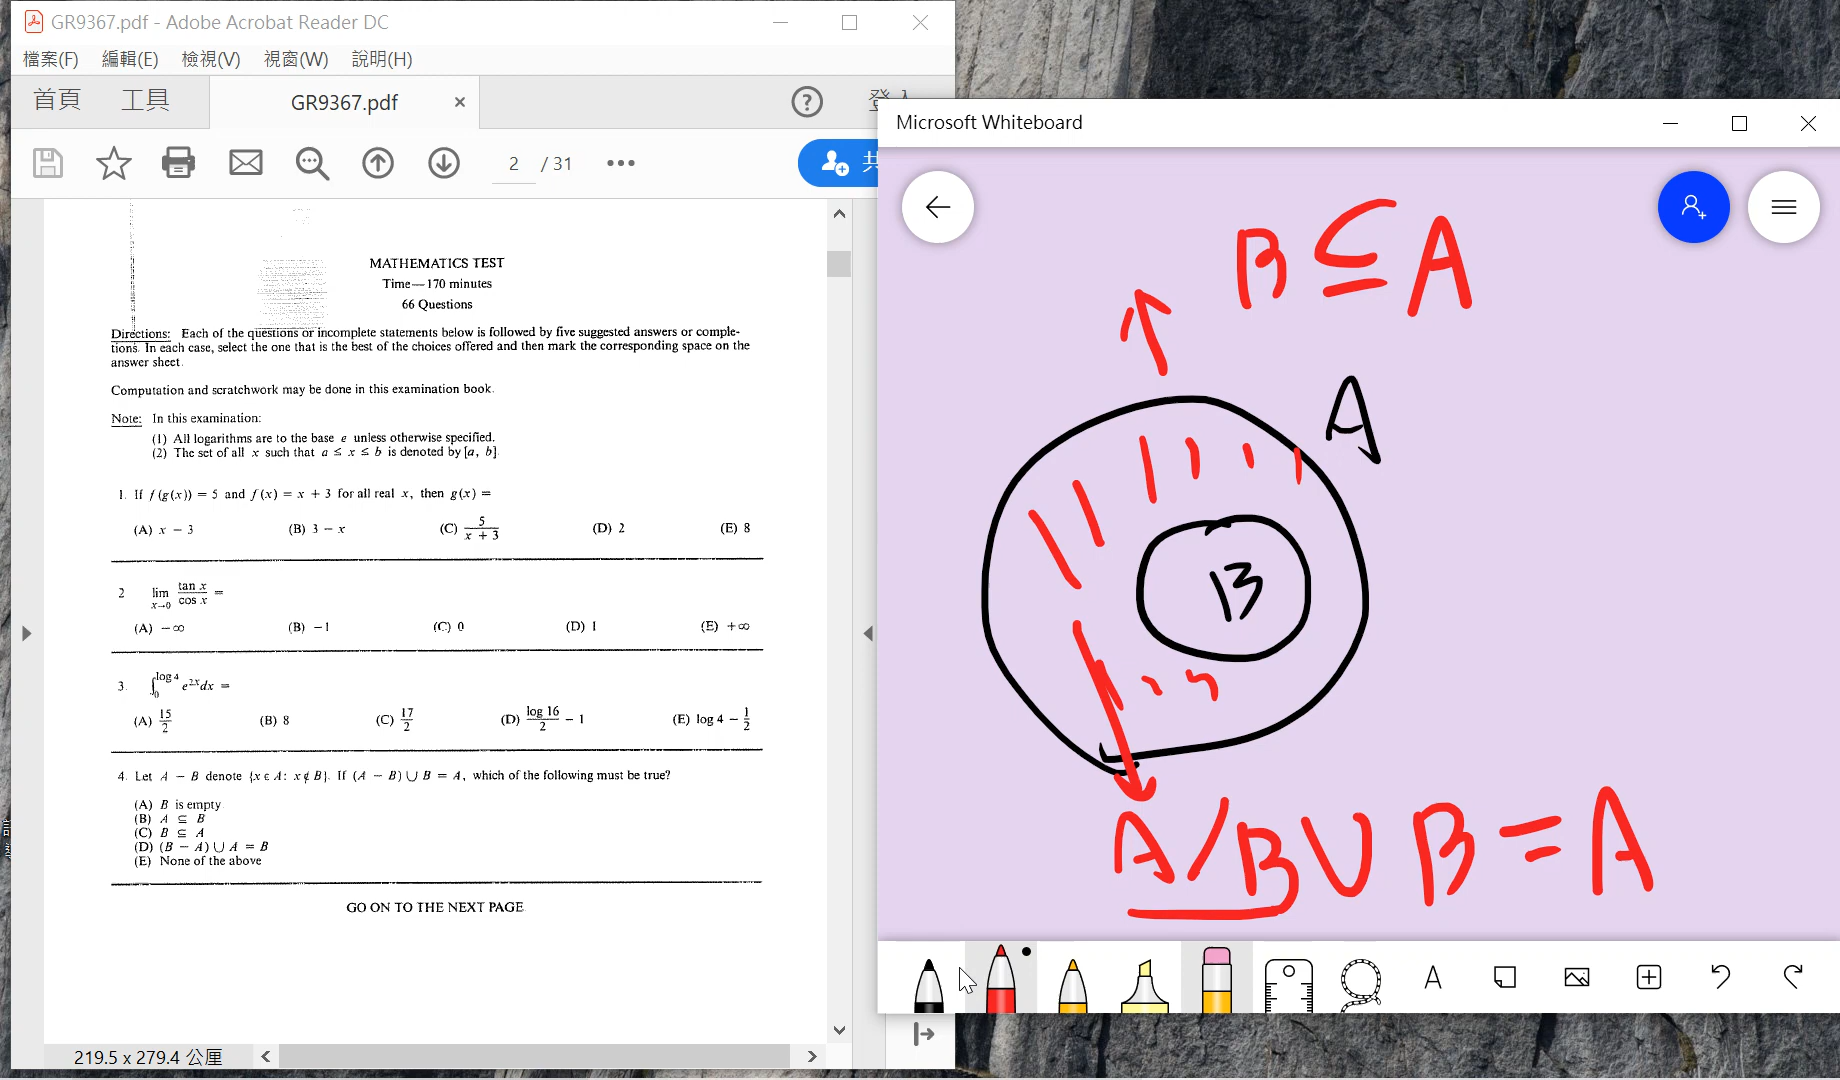 GR9367.pdf - Adobe Acrobat Reader DC
檔案(F) 編輯(E) 檢視(V) 視窗(W) 說明(H)
首頁 工具 GR9367.pdf × ? 登入
2 / 31 共
MATHEMATICS TEST
Time—170 minutes
66 Questions
Directions: Each of the questions or incomplete statements below is followed by five suggested answers or comple-
tions. In each case, select the one that is the best of the choices offered and then mark the corresponding space on the
answer sheet.
Computation and scratchwork may be done in this examination book.
Note: In this examination:
(1) All logarithms are to the base e unless otherwise specified.
(2) The set of all x such that a ≤ x ≤ b is denoted by [a, b].
1. If f(g(x)) = 5 and f(x) = x + 3 for all real x, then g(x) =
(A) x − 3 (B) 3 − x (C) 5/(x + 3) (D) 2 (E) 8
2 lim x→0 tan x / cos x =
(A) −∞ (B) −1 (C) 0 (D) 1 (E) +∞
3. ∫₀^(log 4) e^(2x) dx =
(A) 15/2 (B) 8 (C) 17/2 (D) log 16/2 − 1 (E) log 4 − 1/2
4. Let A − B denote {x ∈ A: x ∉ B}. If (A − B) ∪ B = A, which of the following must be true?
(A) B is empty.
(B) A ⊆ B
(C) B ⊆ A
(D) (B − A) ∪ A = B
(E) None of the above
GO ON TO THE NEXT PAGE
219.5 x 279.4 公厘
Microsoft Whiteboard
B ⊆ A
A
B
A/B ∪ B = A
A